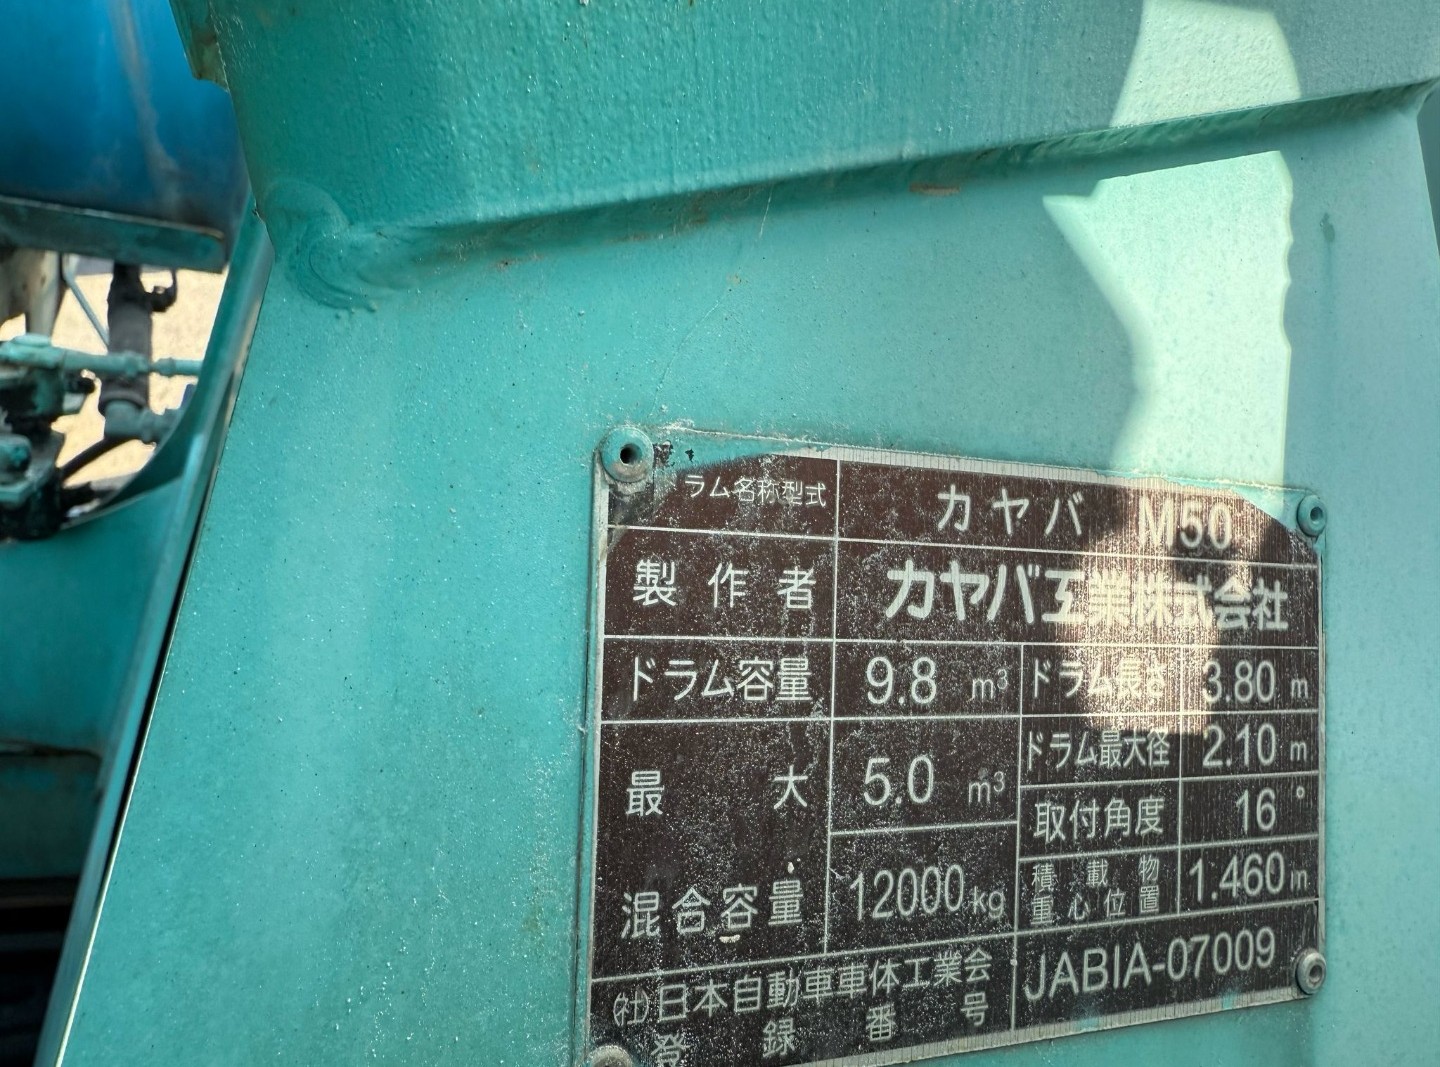 ラム名称型式 カヤバ M50
製作者 カヤバ工業株式会社
ドラム容量 9.8 m³ ドラム長さ 3.80 m
最大混合容量 5.0 m³ ドラム最大径 2.10 m
取付角度 16°
12000kg 積載物重心位置 1.460 m
(社)日本自動車車体工業会
登録番号 JABIA-07009